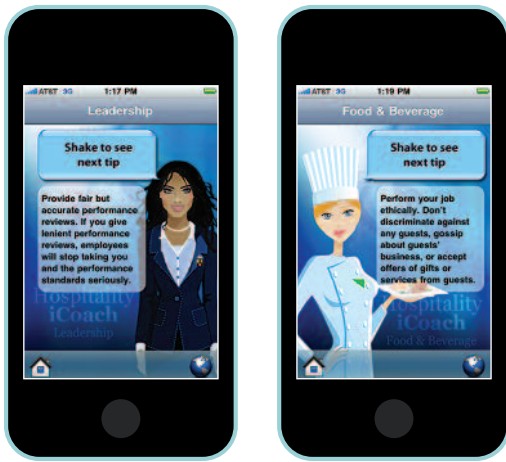 AT&T 3G 1:17 PM
Leadership
Shake to see
next tip
Provide fair but
accurate performance
reviews. If you give
lenient performance
reviews, employees
will stop taking you
and the performance
standards seriously.
Hospitality
iCoach
Leadership
AT&T 3G 1:19 PM
Food & Beverage
Shake to see
next tip
Perform your job
ethically. Don't
discriminate against
any guests, gossip
about guests'
business, or accept
offers of gifts or
services from guests.
Hospitality
iCoach
Food & Beverage